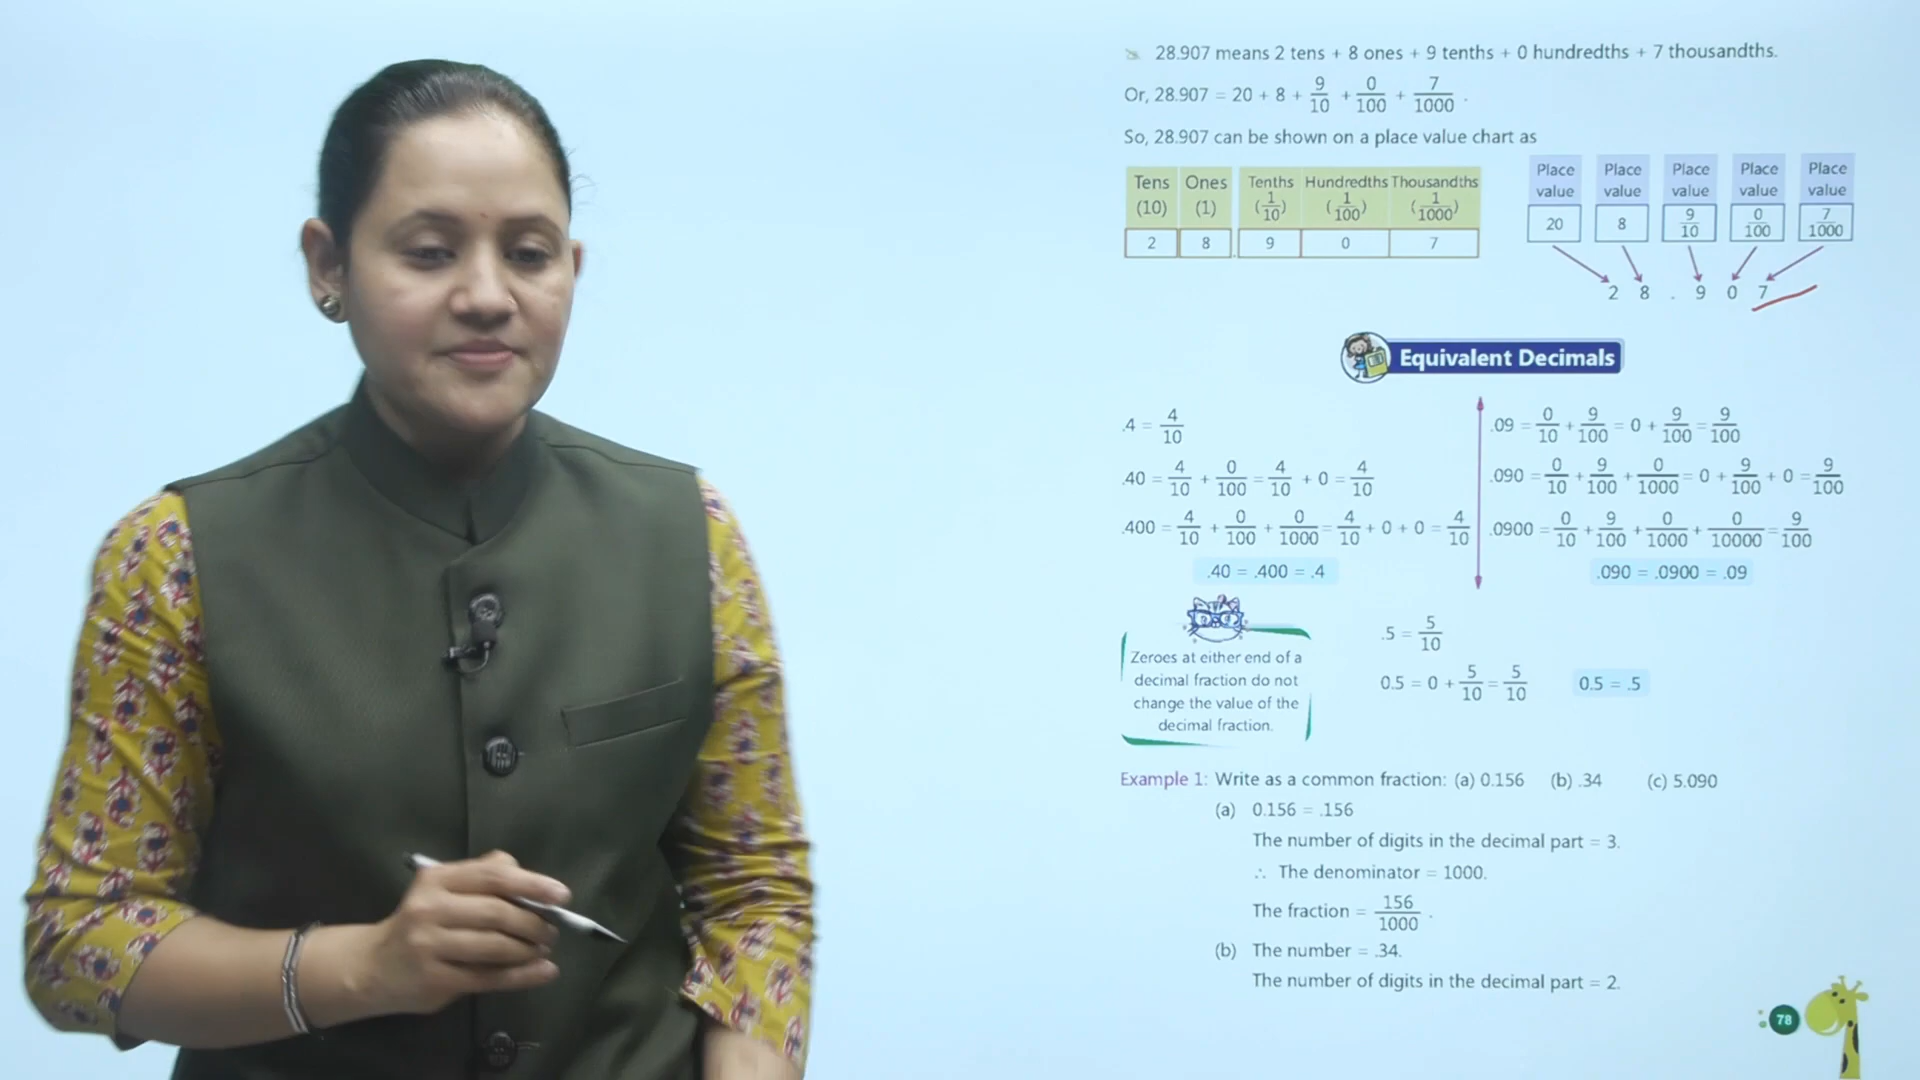 28.907 means 2 tens + 8 ones + 9 tenths + 0 hundredths + 7 thousandths.
Or, 28.907 = 20 + 8 + 9/10 + 0/100 + 7/1000 .
So, 28.907 can be shown on a place value chart as
Tens (10) Ones (1) Tenths (1/10) Hundredths (1/100) Thousandths (1/1000)
2 8 . 9 0 7
Place value Place value Place value Place value Place value
20 8 9/10 0/100 7/1000
2 8 . 9 0 7
Equivalent Decimals
.4 = 4/10
.40 = 4/10 + 0/100 = 4/10 + 0 = 4/10
.400 = 4/10 + 0/100 + 0/1000 = 4/10 + 0 + 0 = 4/10
.40 = .400 = .4
.09 = 0/10 + 9/100 = 0 + 9/100 = 9/100
.090 = 0/10 + 9/100 + 0/1000 = 0 + 9/100 + 0 = 9/100
.0900 = 0/10 + 9/100 + 0/1000 + 0/10000 = 9/100
.090 = .0900 = .09
Zeroes at either end of a
decimal fraction do not
change the value of the
decimal fraction.
.5 = 5/10
0.5 = 0 + 5/10 = 5/10
0.5 = .5
Example 1: Write as a common fraction: (a) 0.156 (b) .34 (c) 5.090
(a) 0.156 = .156
The number of digits in the decimal part = 3.
∴ The denominator = 1000.
The fraction = 156/1000 .
(b) The number = .34.
The number of digits in the decimal part = 2.
78